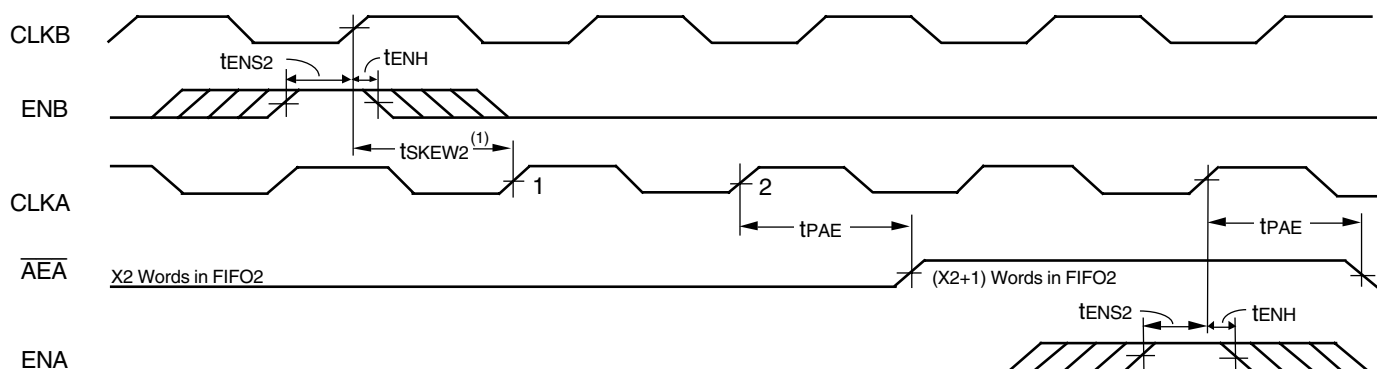 CLKB
tENS2 tENH
ENB
tSKEW2 (1)
1 2
CLKA
tPAE tPAE
AEA X2 Words in FIFO2 (X2+1) Words in FIFO2
tENS2 tENH
ENA